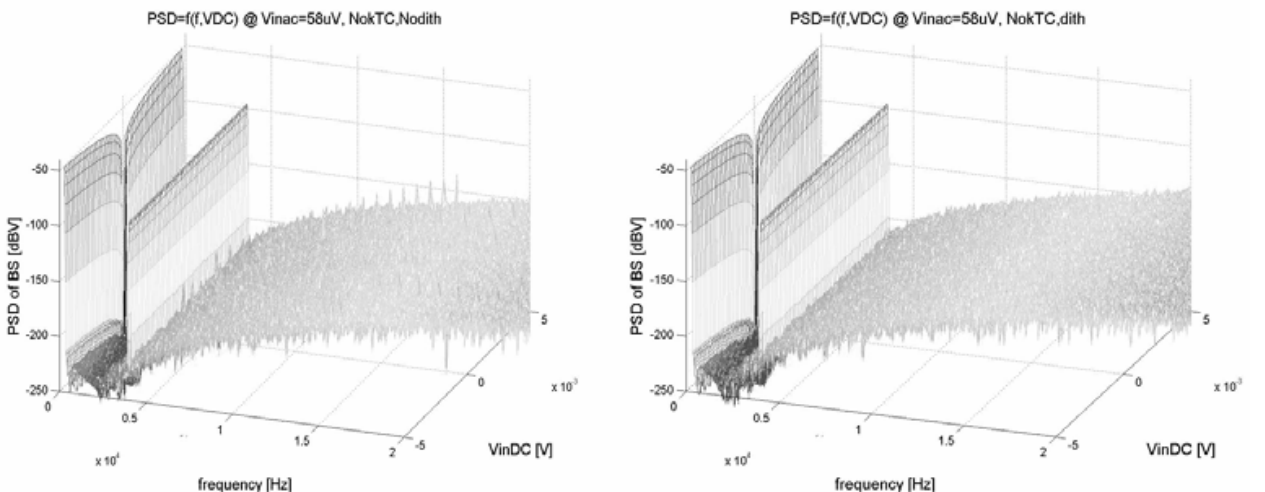 PSD=f(f,VDC) @ Vinac=58uV, NokTC,Nodith
-50
-100
-150
-200
-250
PSD of BS [dBV]
0
0.5
1
1.5
2
x 10⁴
frequency [Hz]
-5
0
5
x 10⁻³
VinDC [V]
PSD=f(f,VDC) @ Vinac=58uV, NokTC,dith
-50
-100
-150
-200
-250
PSD of BS [dBV]
0
0.5
1
1.5
2
x 10⁴
frequency [Hz]
-5
0
5
x 10⁻³
VinDC [V]